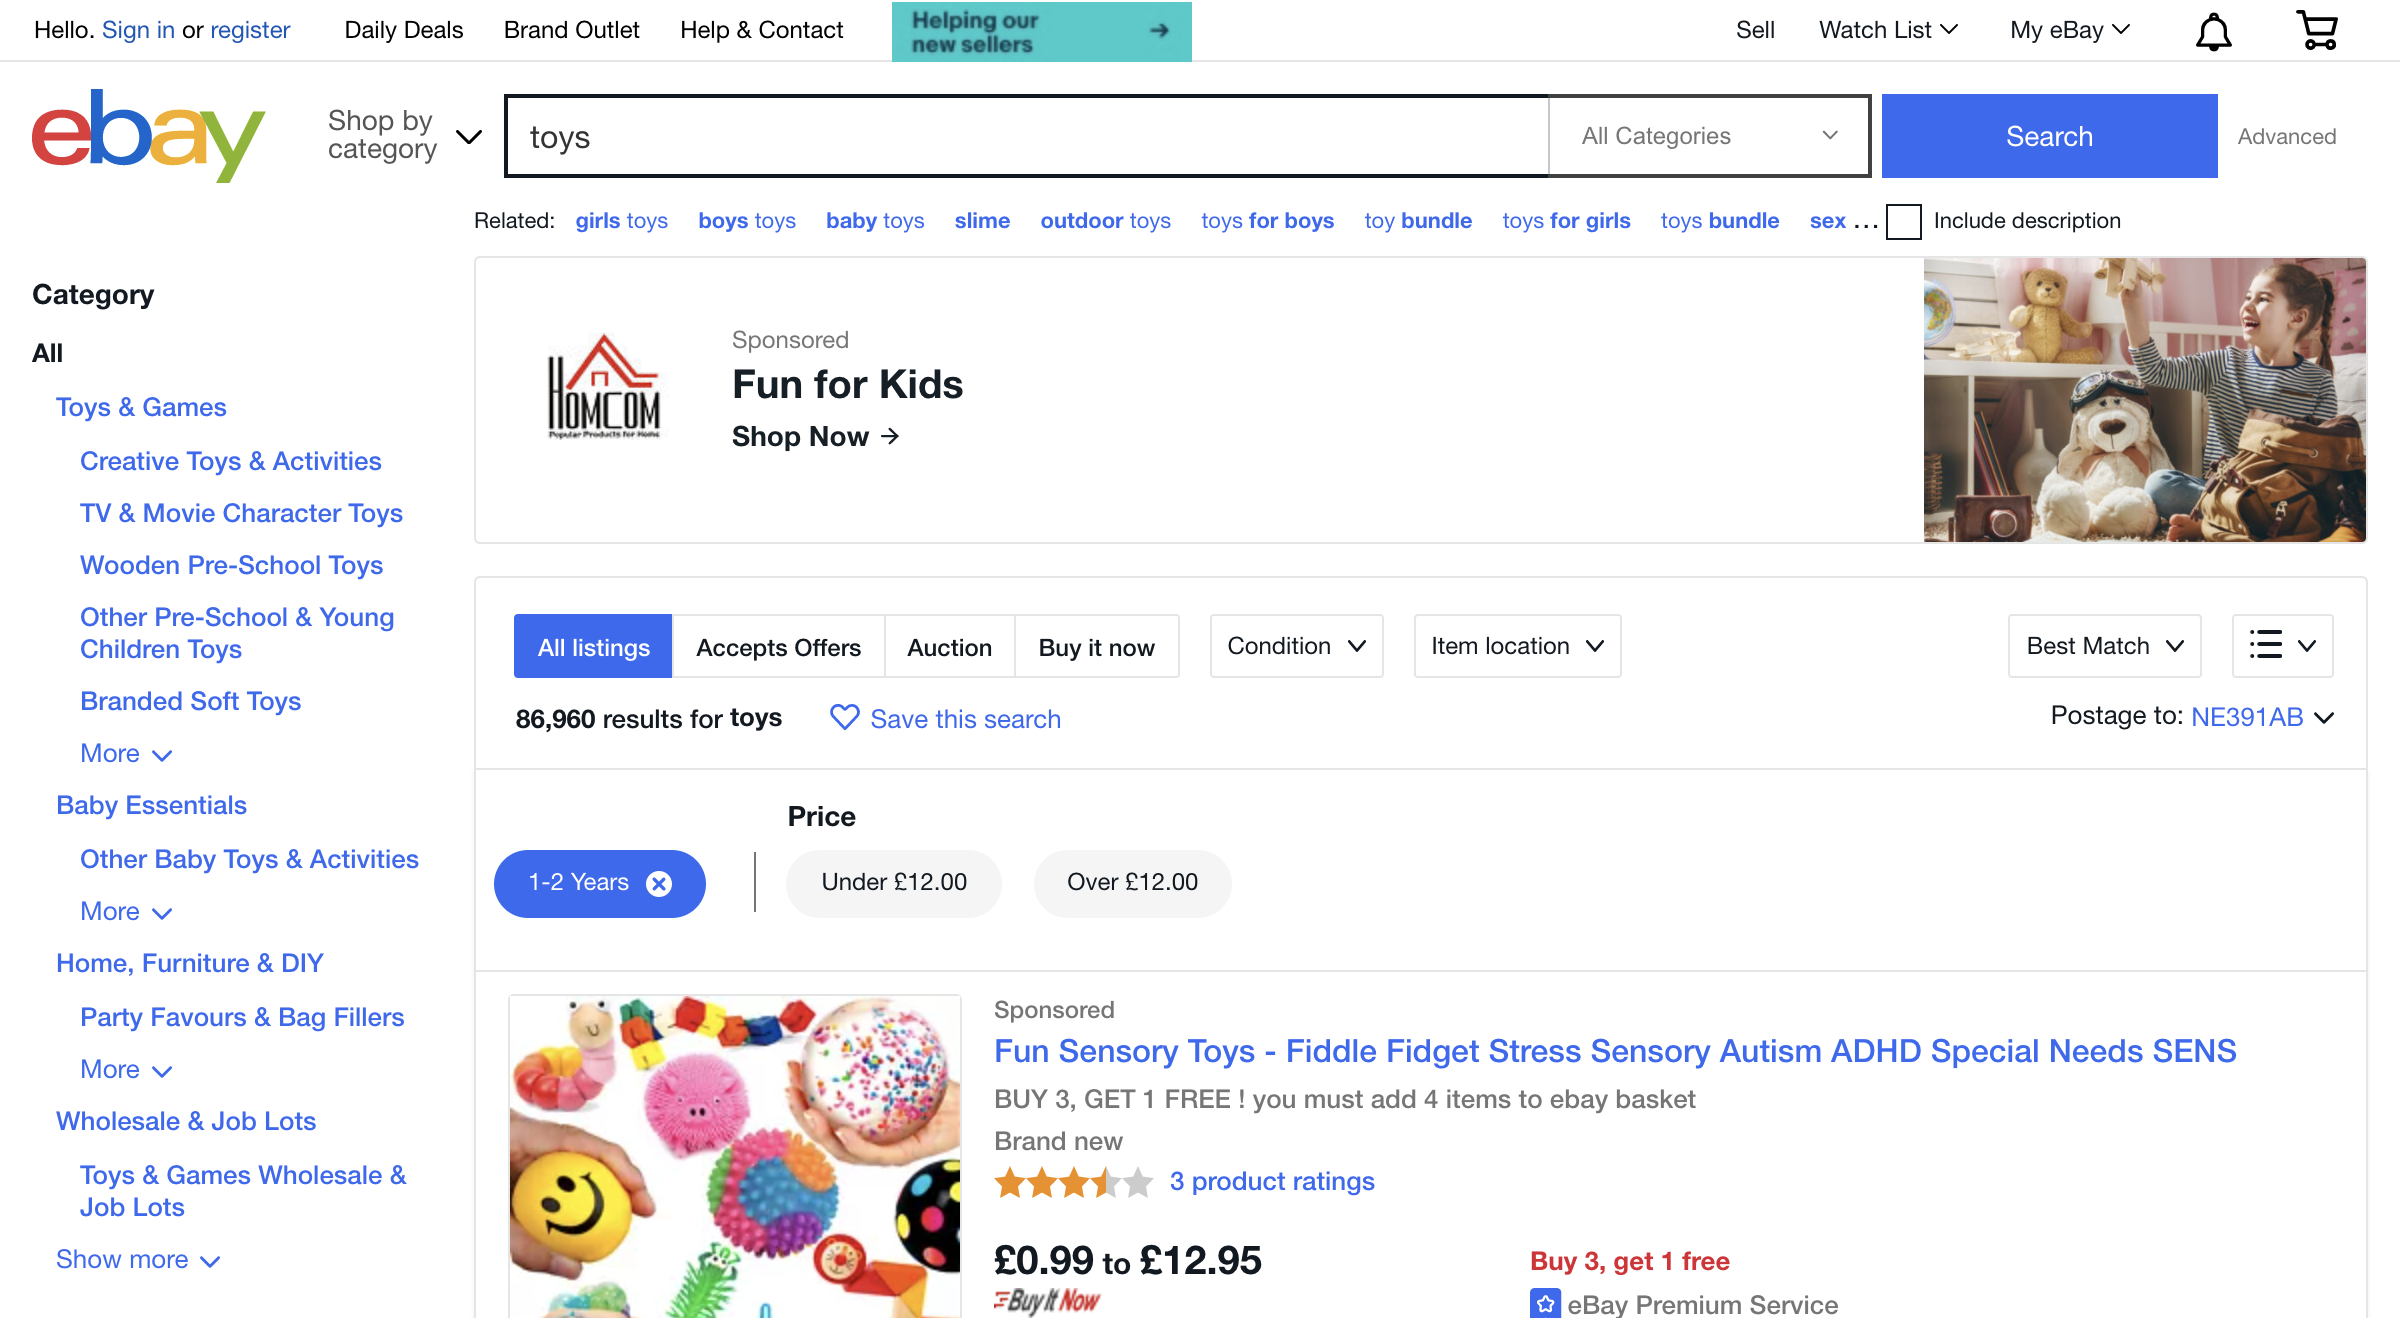 Hello. Sign in or register
Daily Deals
Brand Outlet
Help & Contact
Helping our
new sellers
Sell
Watch List
My eBay
ebay
Shop by
category
toys
All Categories
Search
Advanced
Related: girls toys boys toys baby toys slime outdoor toys toys for boys toy bundle toys for girls toys bundle sex ...
Include description
Category
All
Toys & Games
Creative Toys & Activities
TV & Movie Character Toys
Wooden Pre-School Toys
Other Pre-School & Young
Children Toys
Branded Soft Toys
More
Baby Essentials
Other Baby Toys & Activities
More
Home, Furniture & DIY
Party Favours & Bag Fillers
More
Wholesale & Job Lots
Toys & Games Wholesale &
Job Lots
Show more
HOMCOM
Popular Products for Home
Sponsored
Fun for Kids
Shop Now
All listings
Accepts Offers
Auction
Buy it now
Condition
Item location
Best Match
86,960 results for toys
Save this search
Postage to: NE391AB
Price
1-2 Years
Under £12.00
Over £12.00
Sponsored
Fun Sensory Toys - Fiddle Fidget Stress Sensory Autism ADHD Special Needs SENS
BUY 3, GET 1 FREE ! you must add 4 items to ebay basket
Brand new
3 product ratings
£0.99 to £12.95
Buy It Now
Buy 3, get 1 free
eBay Premium Service